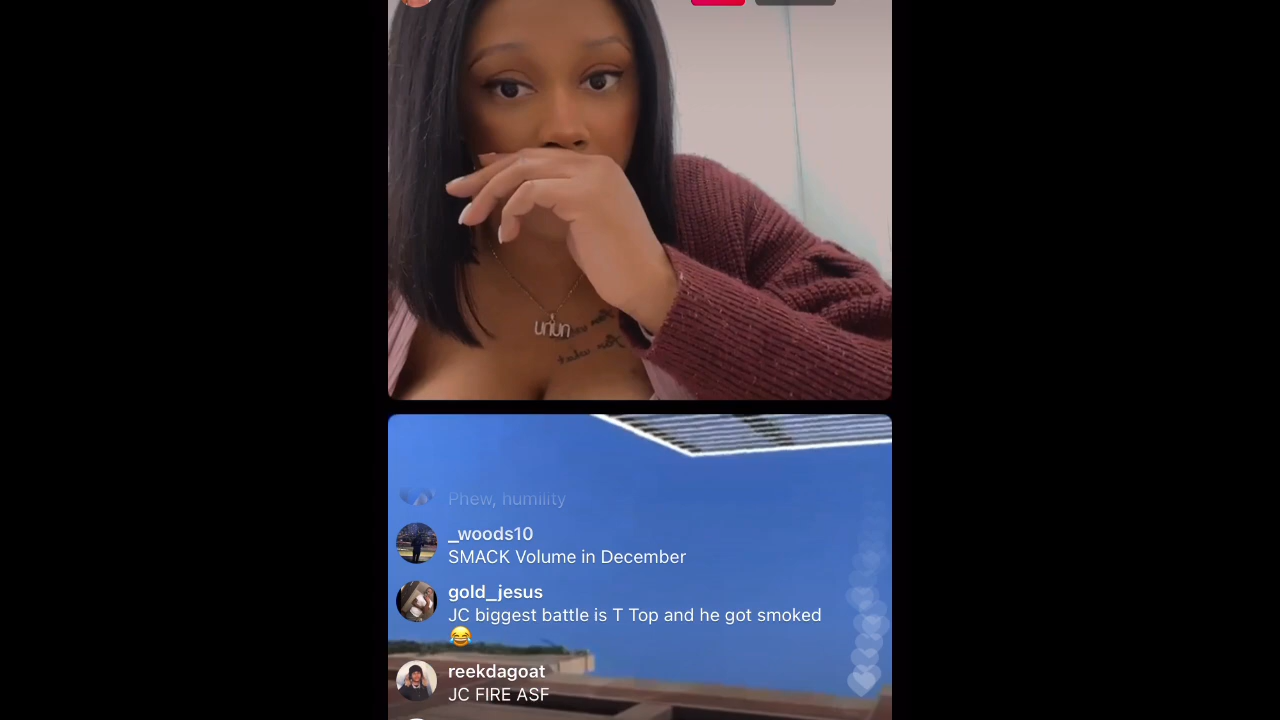 Phew, humility
_woods10
SMACK Volume in December
gold_jesus
JC biggest battle is T Top and he got smoked
😂
reekdagoat
JC FIRE ASF